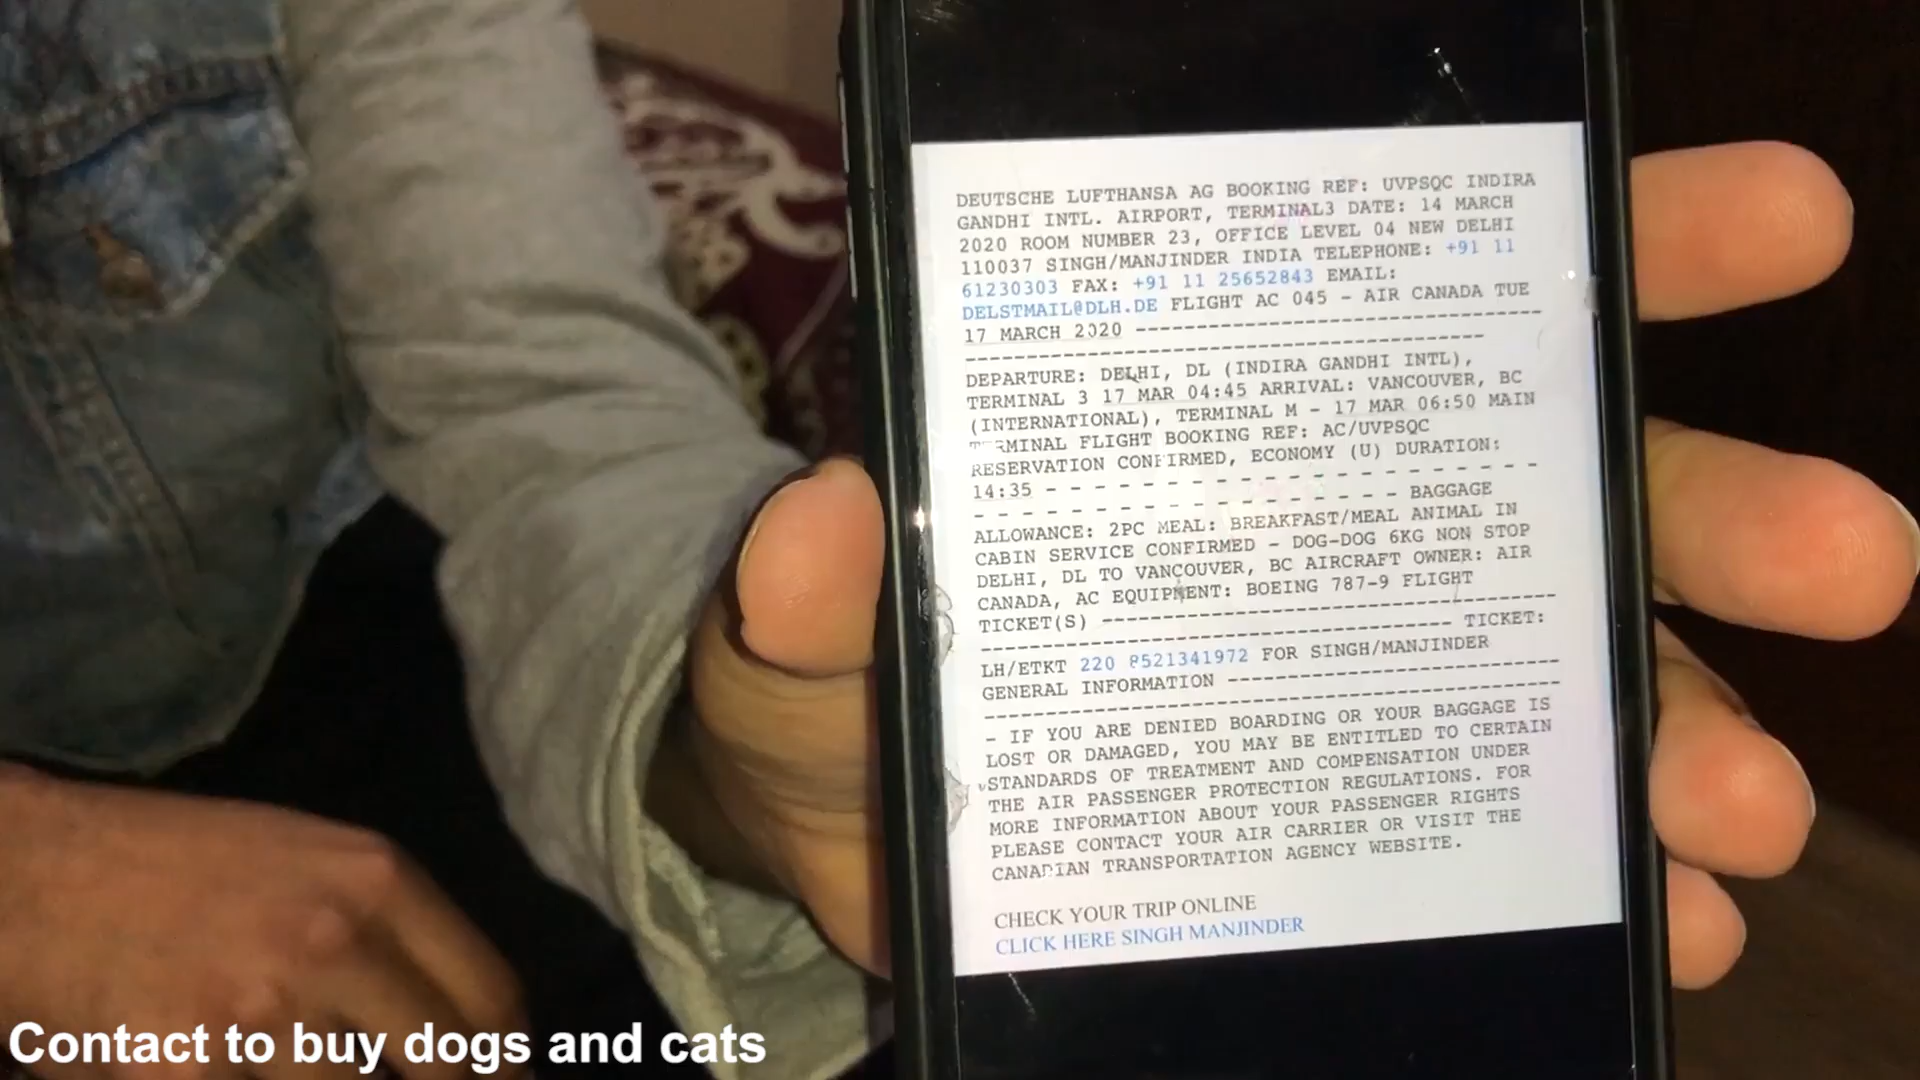 DEUTSCHE LUFTHANSA AG BOOKING REF: UVPSQC INDIRA
GANDHI INTL. AIRPORT, TERMINAL3 DATE: 14 MARCH
2020 ROOM NUMBER 23, OFFICE LEVEL 04 NEW DELHI
110037 SINGH/MANJINDER INDIA TELEPHONE: +91 11
61230303 FAX: +91 11 25652843 EMAIL:
DELSTMAIL@DLH.DE FLIGHT AC 045 - AIR CANADA TUE
17 MARCH 2020 ----------------------------------
-------------------------------------------
DEPARTURE: DELHI, DL (INDIRA GANDHI INTL),
TERMINAL 3 17 MAR 04:45 ARRIVAL: VANCOUVER, BC
(INTERNATIONAL), TERMINAL M - 17 MAR 06:50 MAIN
TERMINAL FLIGHT BOOKING REF: AC/UVPSQC
RESERVATION CONFIRMED, ECONOMY (U) DURATION:
14:35 - - - - - - - - - - - - - - - - - - - - -
- - - - - - - - - - - - - - - - - - BAGGAGE
ALLOWANCE: 2PC MEAL: BREAKFAST/MEAL ANIMAL IN
CABIN SERVICE CONFIRMED - DOG-DOG 6KG NON STOP
DELHI, DL TO VANCOUVER, BC AIRCRAFT OWNER: AIR
CANADA, AC EQUIPMENT: BOEING 787-9 FLIGHT
TICKET(S) --------------------------------------
--------------------------------------- TICKET:
LH/ETKT 220 8521341972 FOR SINGH/MANJINDER
GENERAL INFORMATION ----------------------------
------------------------------------------------
- IF YOU ARE DENIED BOARDING OR YOUR BAGGAGE IS
LOST OR DAMAGED, YOU MAY BE ENTITLED TO CERTAIN
STANDARDS OF TREATMENT AND COMPENSATION UNDER
THE AIR PASSENGER PROTECTION REGULATIONS. FOR
MORE INFORMATION ABOUT YOUR PASSENGER RIGHTS
PLEASE CONTACT YOUR AIR CARRIER OR VISIT THE
CANADIAN TRANSPORTATION AGENCY WEBSITE.
CHECK YOUR TRIP ONLINE
CLICK HERE SINGH MANJINDER
Contact to buy dogs and cats